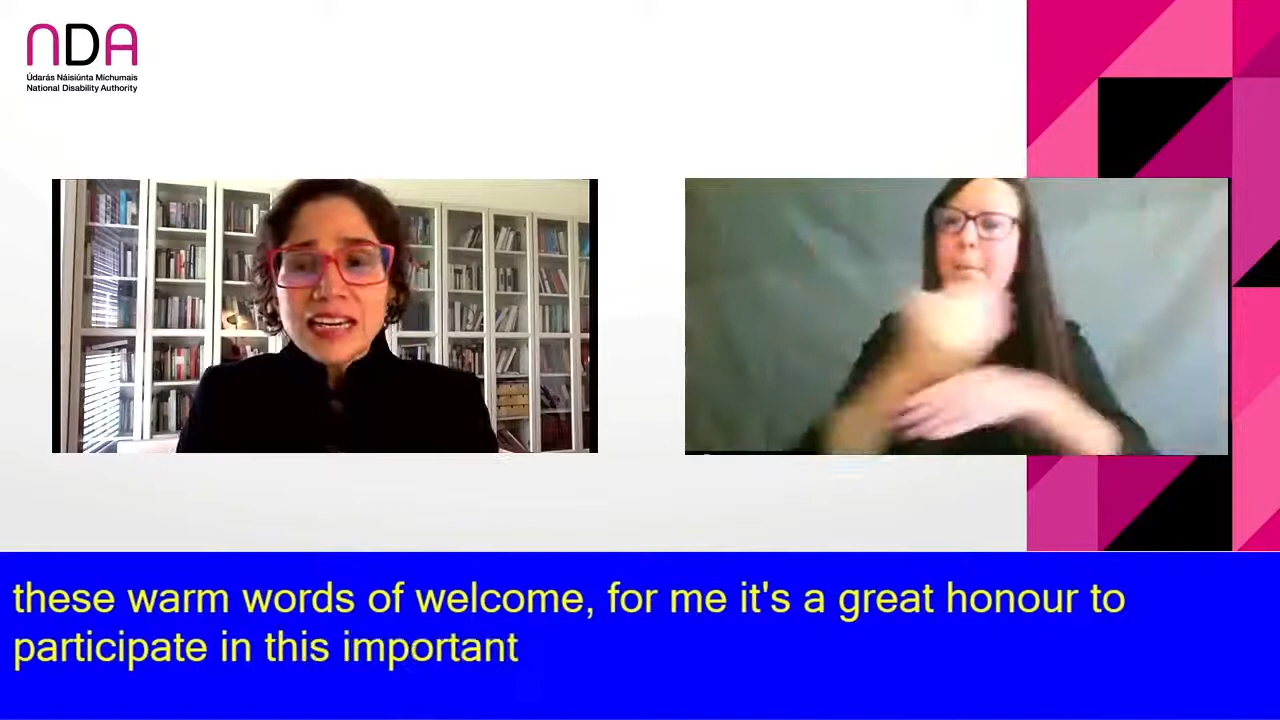 NDA
Údarás Náisiúnta Míchumais
National Disability Authority
these warm words of welcome, for me it's a great honour to
participate in this important